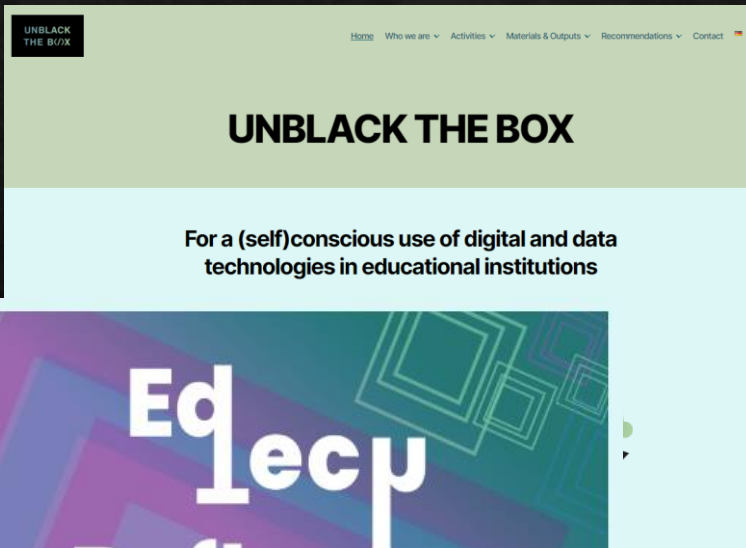 UNBLACK
THE B</>X
Home Who we are Activities Materials & Outputs Recommendations Contact
UNBLACK THE BOX
For a (self)conscious use of digital and data
technologies in educational institutions
Ed